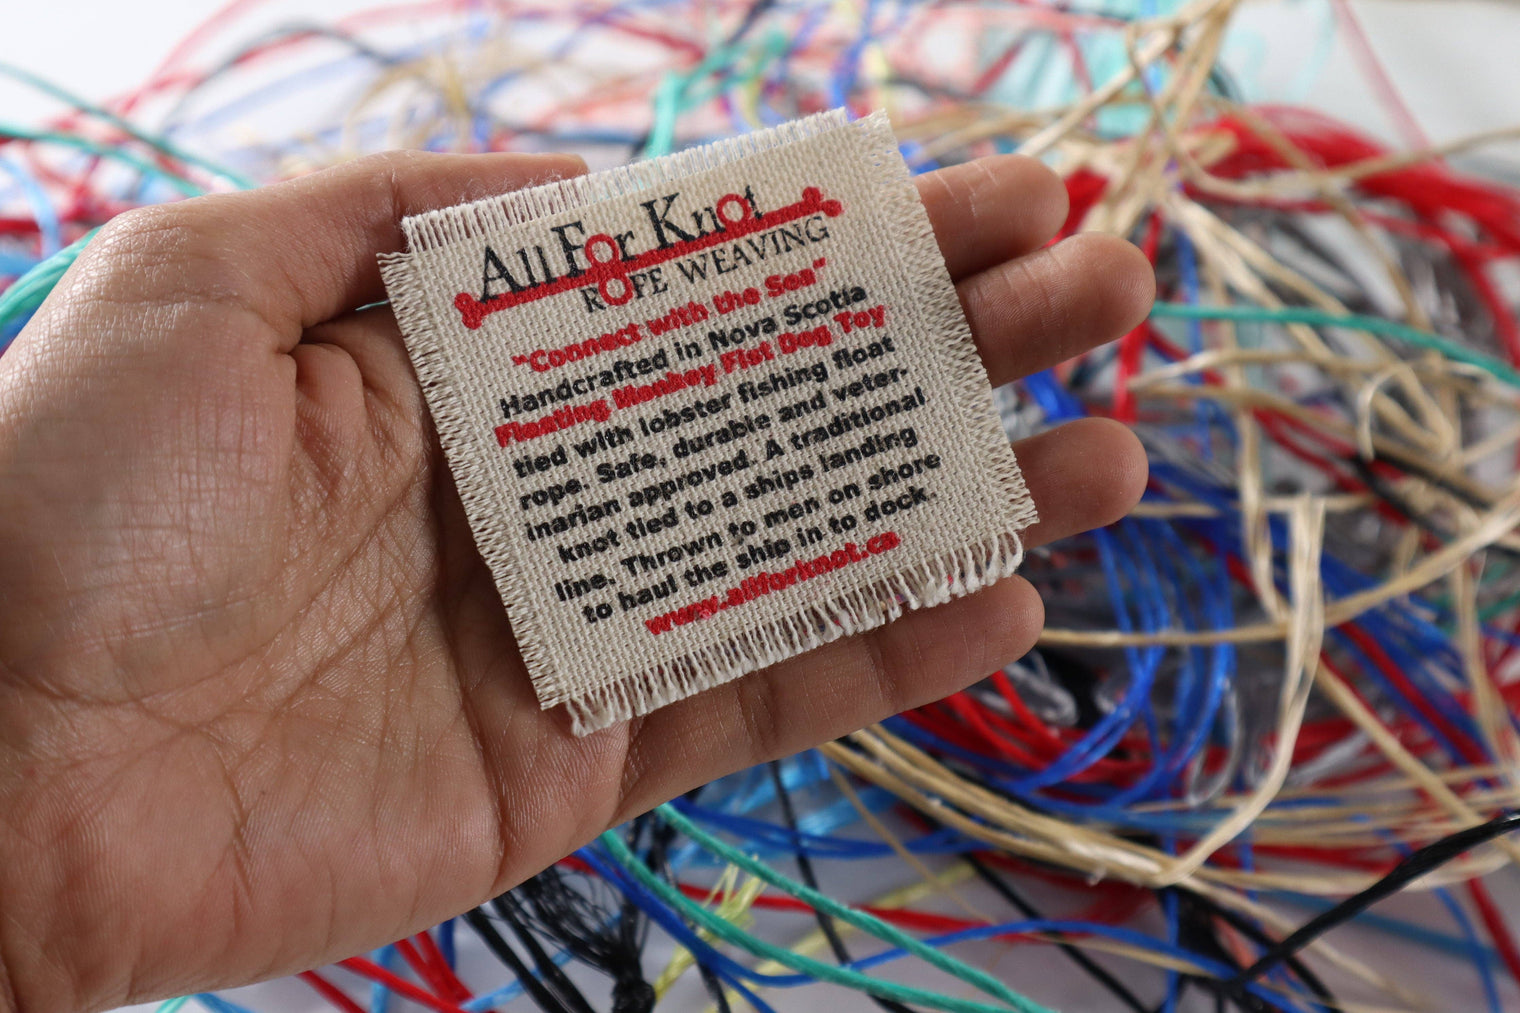 All For Knot
ROPE WEAVING
"Connect with the Sea"
Handcrafted in Nova Scotia
Floating Monkey Fist Dog Toy
tied with lobster fishing float
rope. Safe, durable and veter-
inarian approved. A traditional
knot tied to a ships landing
line. Thrown to men on shore
to haul the ship in to dock.
www.allforknot.ca